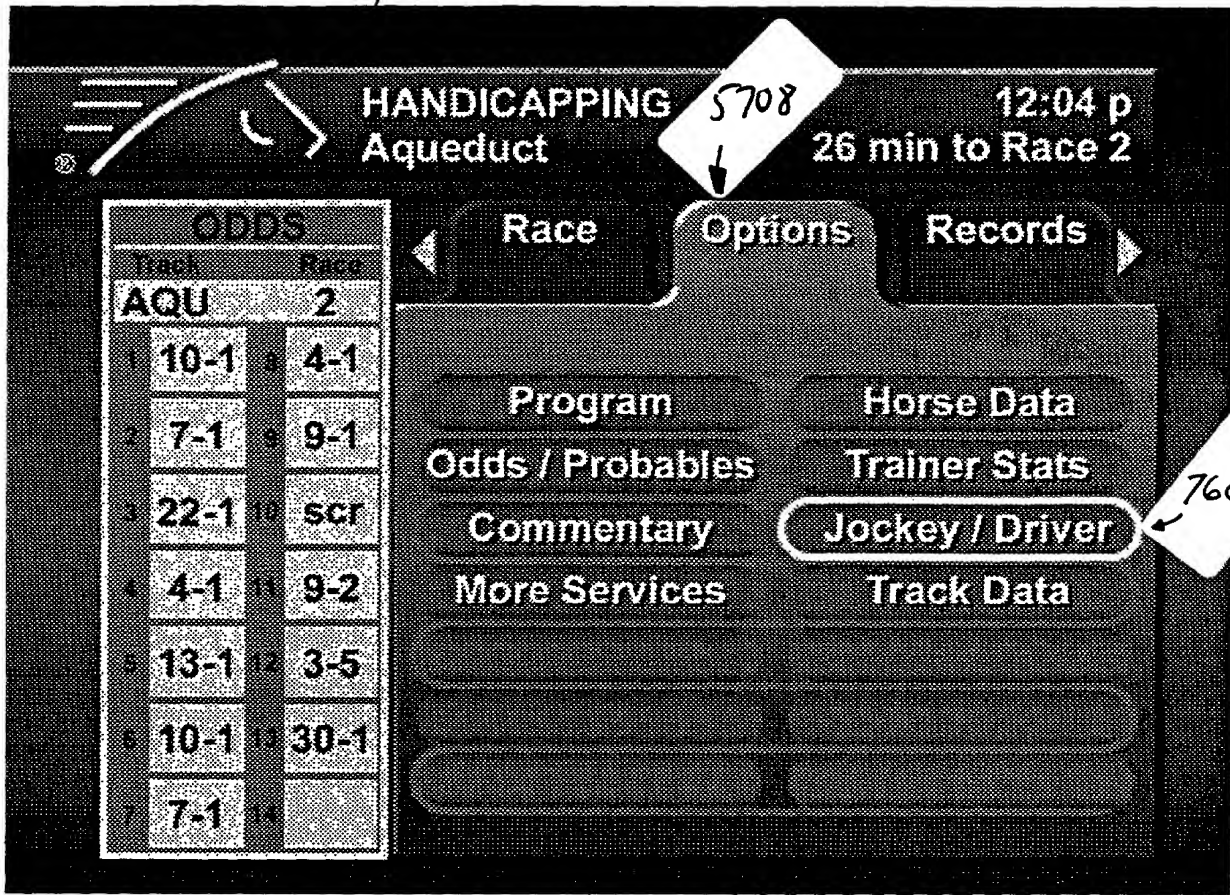 HANDICAPPING 5708 12:04 p
Aqueduct 26 min to Race 2
ODDS
Track Race
AQU 2
Race Options Records
1 10-1 8 4-1
2 7-1 9 9-1
3 22-1 10 scr
4 4-1 11 9-2
5 13-1 12 3-5
6 10-1 13 30-1
7 7-1 14
Program Horse Data
Odds / Probables Trainer Stats
Commentary Jockey / Driver
More Services Track Data